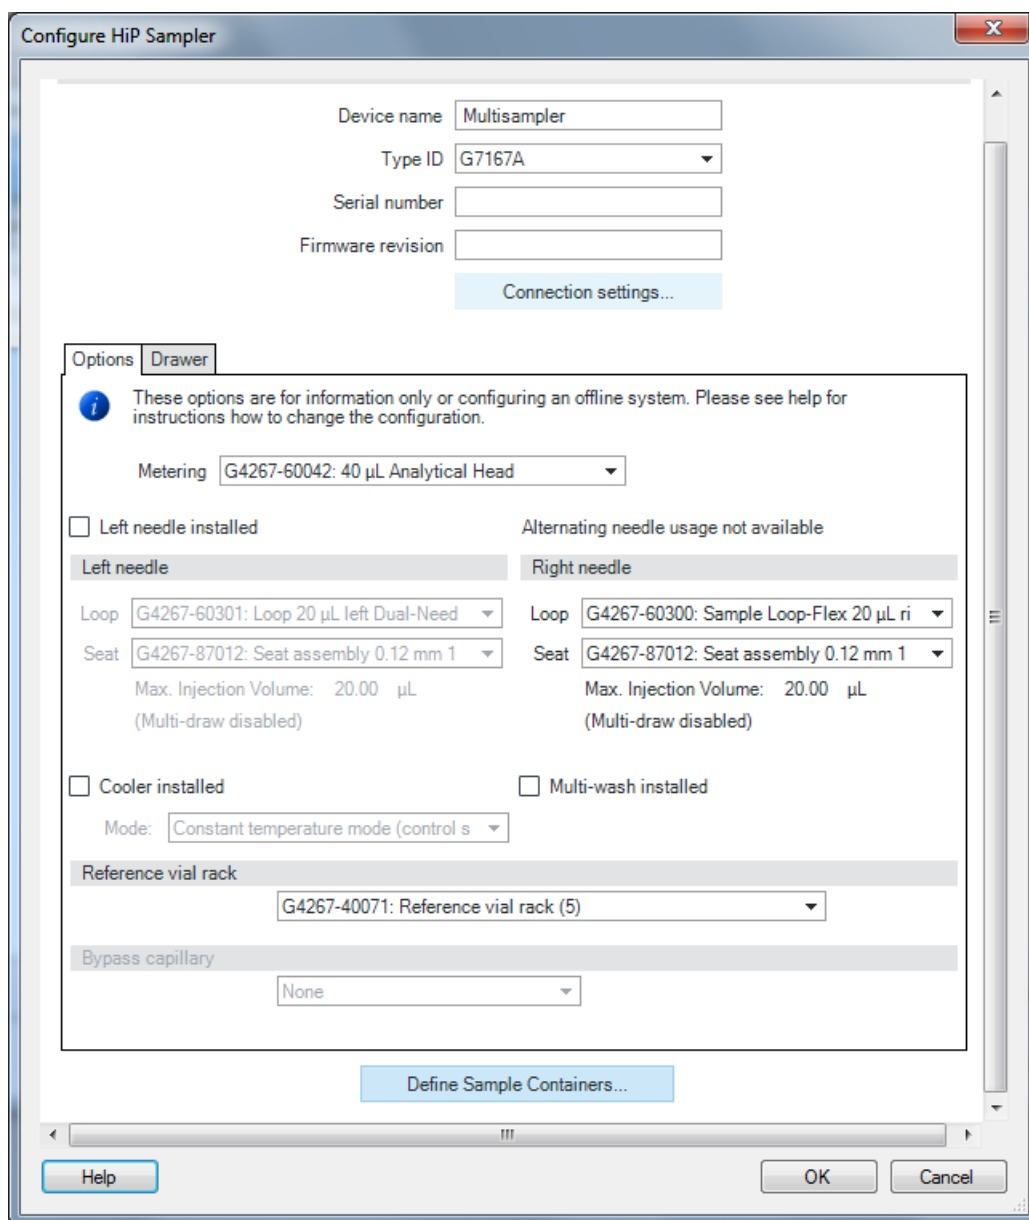 Configure HiP Sampler
Device name Multisampler
Type ID G7167A
Serial number
Firmware revision
Connection settings...
Options Drawer
These options are for information only or configuring an offline system. Please see help for
instructions how to change the configuration.
Metering G4267-60042: 40 µL Analytical Head
Left needle installed Alternating needle usage not available
Left needle Right needle
Loop G4267-60301: Loop 20 µL left Dual-Need Loop G4267-60300: Sample Loop-Flex 20 µL ri
Seat G4267-87012: Seat assembly 0.12 mm 1 Seat G4267-87012: Seat assembly 0.12 mm 1
Max. Injection Volume: 20.00 µL Max. Injection Volume: 20.00 µL
(Multi-draw disabled) (Multi-draw disabled)
Cooler installed Multi-wash installed
Mode: Constant temperature mode (control s
Reference vial rack
G4267-40071: Reference vial rack (5)
Bypass capillary
None
Define Sample Containers...
Help OK Cancel